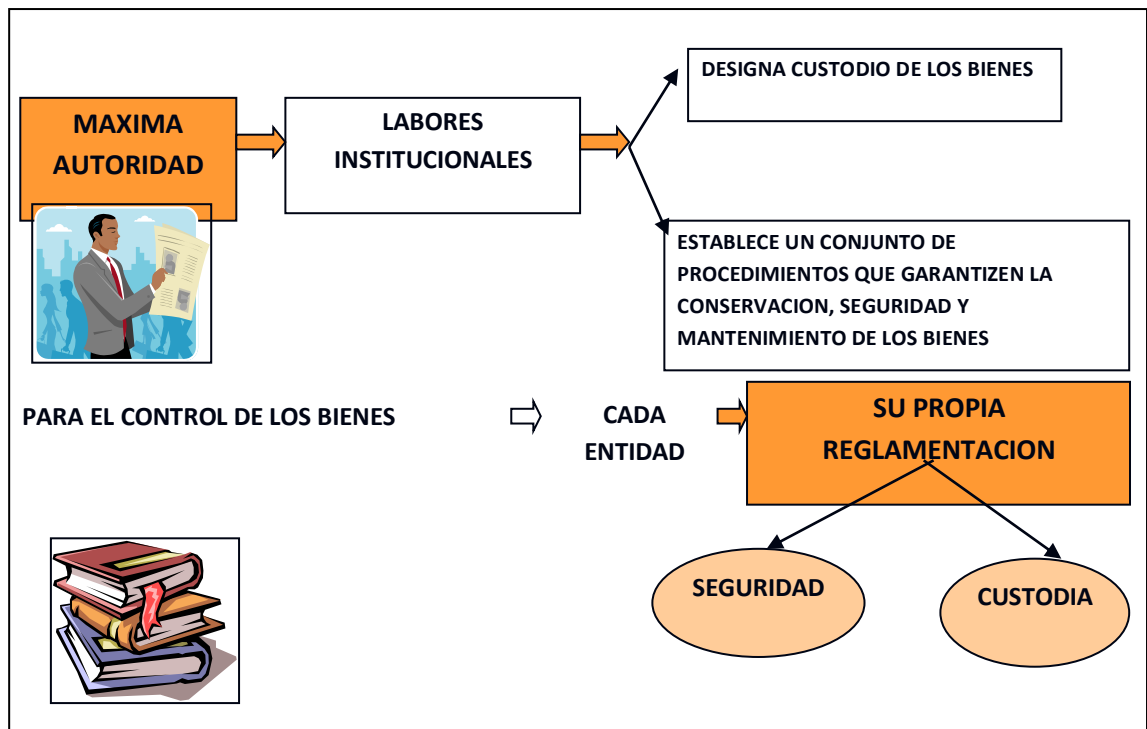 MAXIMA
AUTORIDAD
LABORES
INSTITUCIONALES
DESIGNA CUSTODIO DE LOS BIENES
ESTABLECE UN CONJUNTO DE
PROCEDIMIENTOS QUE GARANTIZEN LA
CONSERVACION, SEGURIDAD Y
MANTENIMIENTO DE LOS BIENES
PARA EL CONTROL DE LOS BIENES
CADA
ENTIDAD
SU PROPIA
REGLAMENTACION
SEGURIDAD
CUSTODIA